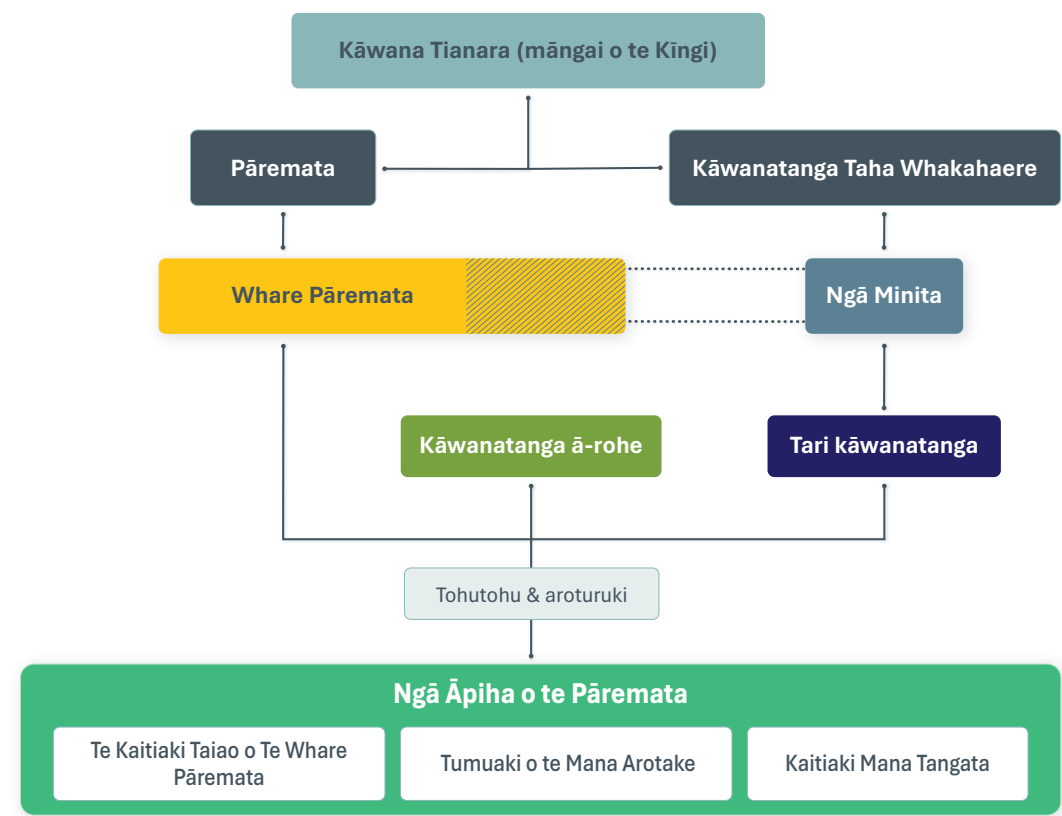 Kāwana Tianara (māngai o te Kīngi)
Pāremata
Kāwanatanga Taha Whakahaere
Whare Pāremata
Ngā Minita
Kāwanatanga ā-rohe
Tari kāwanatanga
Tohutohu & aroturuki
Ngā Āpiha o te Pāremata
Te Kaitiaki Taiao o Te Whare
Pāremata
Tumuaki o te Mana Arotake
Kaitiaki Mana Tangata